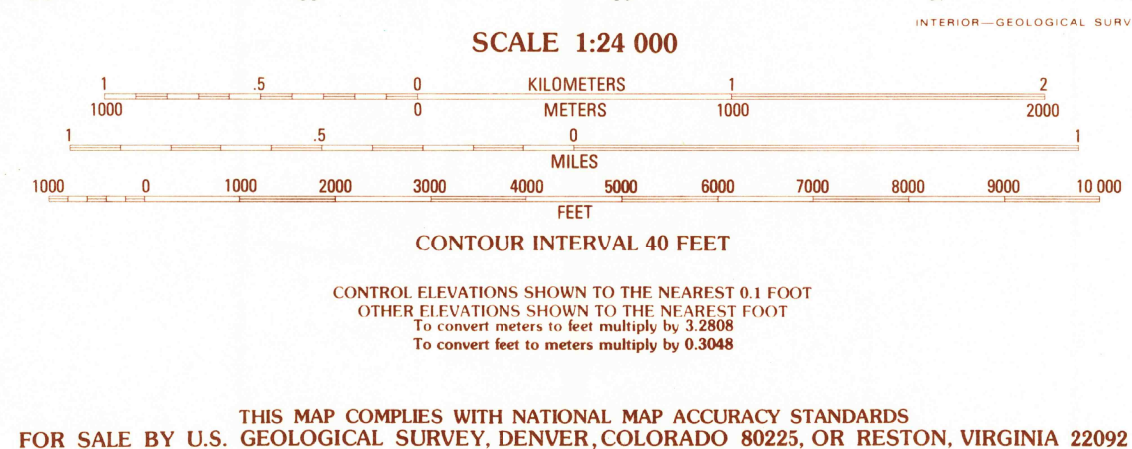 INTERIOR—GEOLOGICAL SURV
SCALE 1:24 000
1 .5 0 KILOMETERS 1 2
1000 0 METERS 1000 2000
1 .5 0 1
MILES
1000 0 1000 2000 3000 4000 5000 6000 7000 8000 9000 10 000
FEET
CONTOUR INTERVAL 40 FEET
CONTROL ELEVATIONS SHOWN TO THE NEAREST 0.1 FOOT
OTHER ELEVATIONS SHOWN TO THE NEAREST FOOT
To convert meters to feet multiply by 3.2808
To convert feet to meters multiply by 0.3048
THIS MAP COMPLIES WITH NATIONAL MAP ACCURACY STANDARDS
FOR SALE BY U.S. GEOLOGICAL SURVEY, DENVER, COLORADO 80225, OR RESTON, VIRGINIA 22092